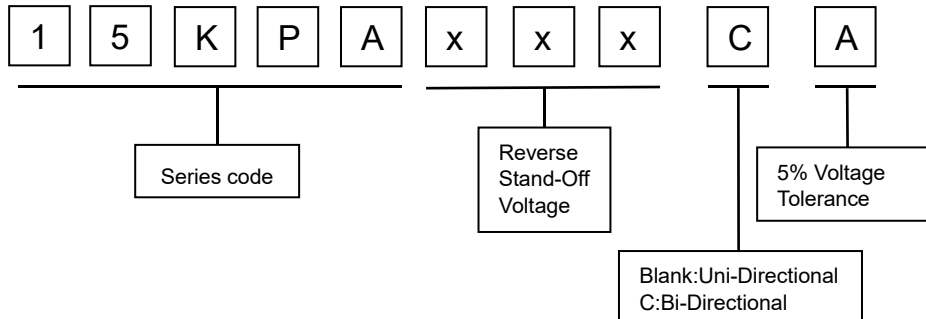 1 5 K P A x x x C A
Series code
Reverse
Stand-Off
Voltage
5% Voltage
Tolerance
Blank:Uni-Directional
C:Bi-Directional